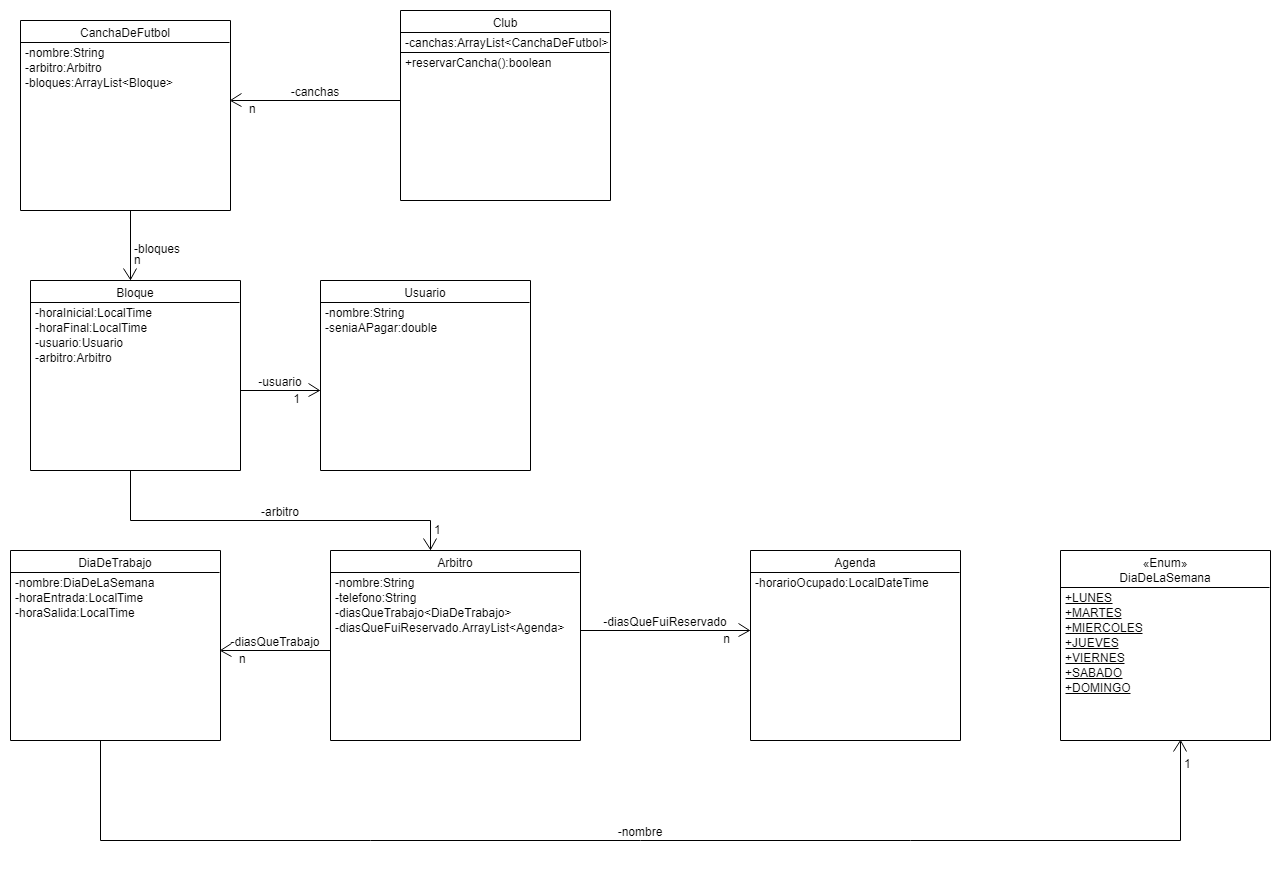 CanchaDeFutbol
-nombre:String
-arbitro:Arbitro
-bloques:ArrayList<Bloque>
Club
-canchas:ArrayList<CanchaDeFutbol>
+reservarCancha():boolean
-canchas
n
-bloques
n
Bloque
-horaInicial:LocalTime
-horaFinal:LocalTime
-usuario:Usuario
-arbitro:Arbitro
Usuario
-nombre:String
-seniaAPagar:double
-usuario
1
-arbitro
1
DiaDeTrabajo
-nombre:DiaDeLaSemana
-horaEntrada:LocalTime
-horaSalida:LocalTime
-diasQueTrabajo
n
Arbitro
-nombre:String
-telefono:String
-diasQueTrabajo<DiaDeTrabajo>
-diasQueFuiReservado.ArrayList<Agenda>
-diasQueFuiReservado
n
Agenda
-horarioOcupado:LocalDateTime
«Enum»
DiaDeLaSemana
+LUNES
+MARTES
+MIERCOLES
+JUEVES
+VIERNES
+SABADO
+DOMINGO
1
-nombre